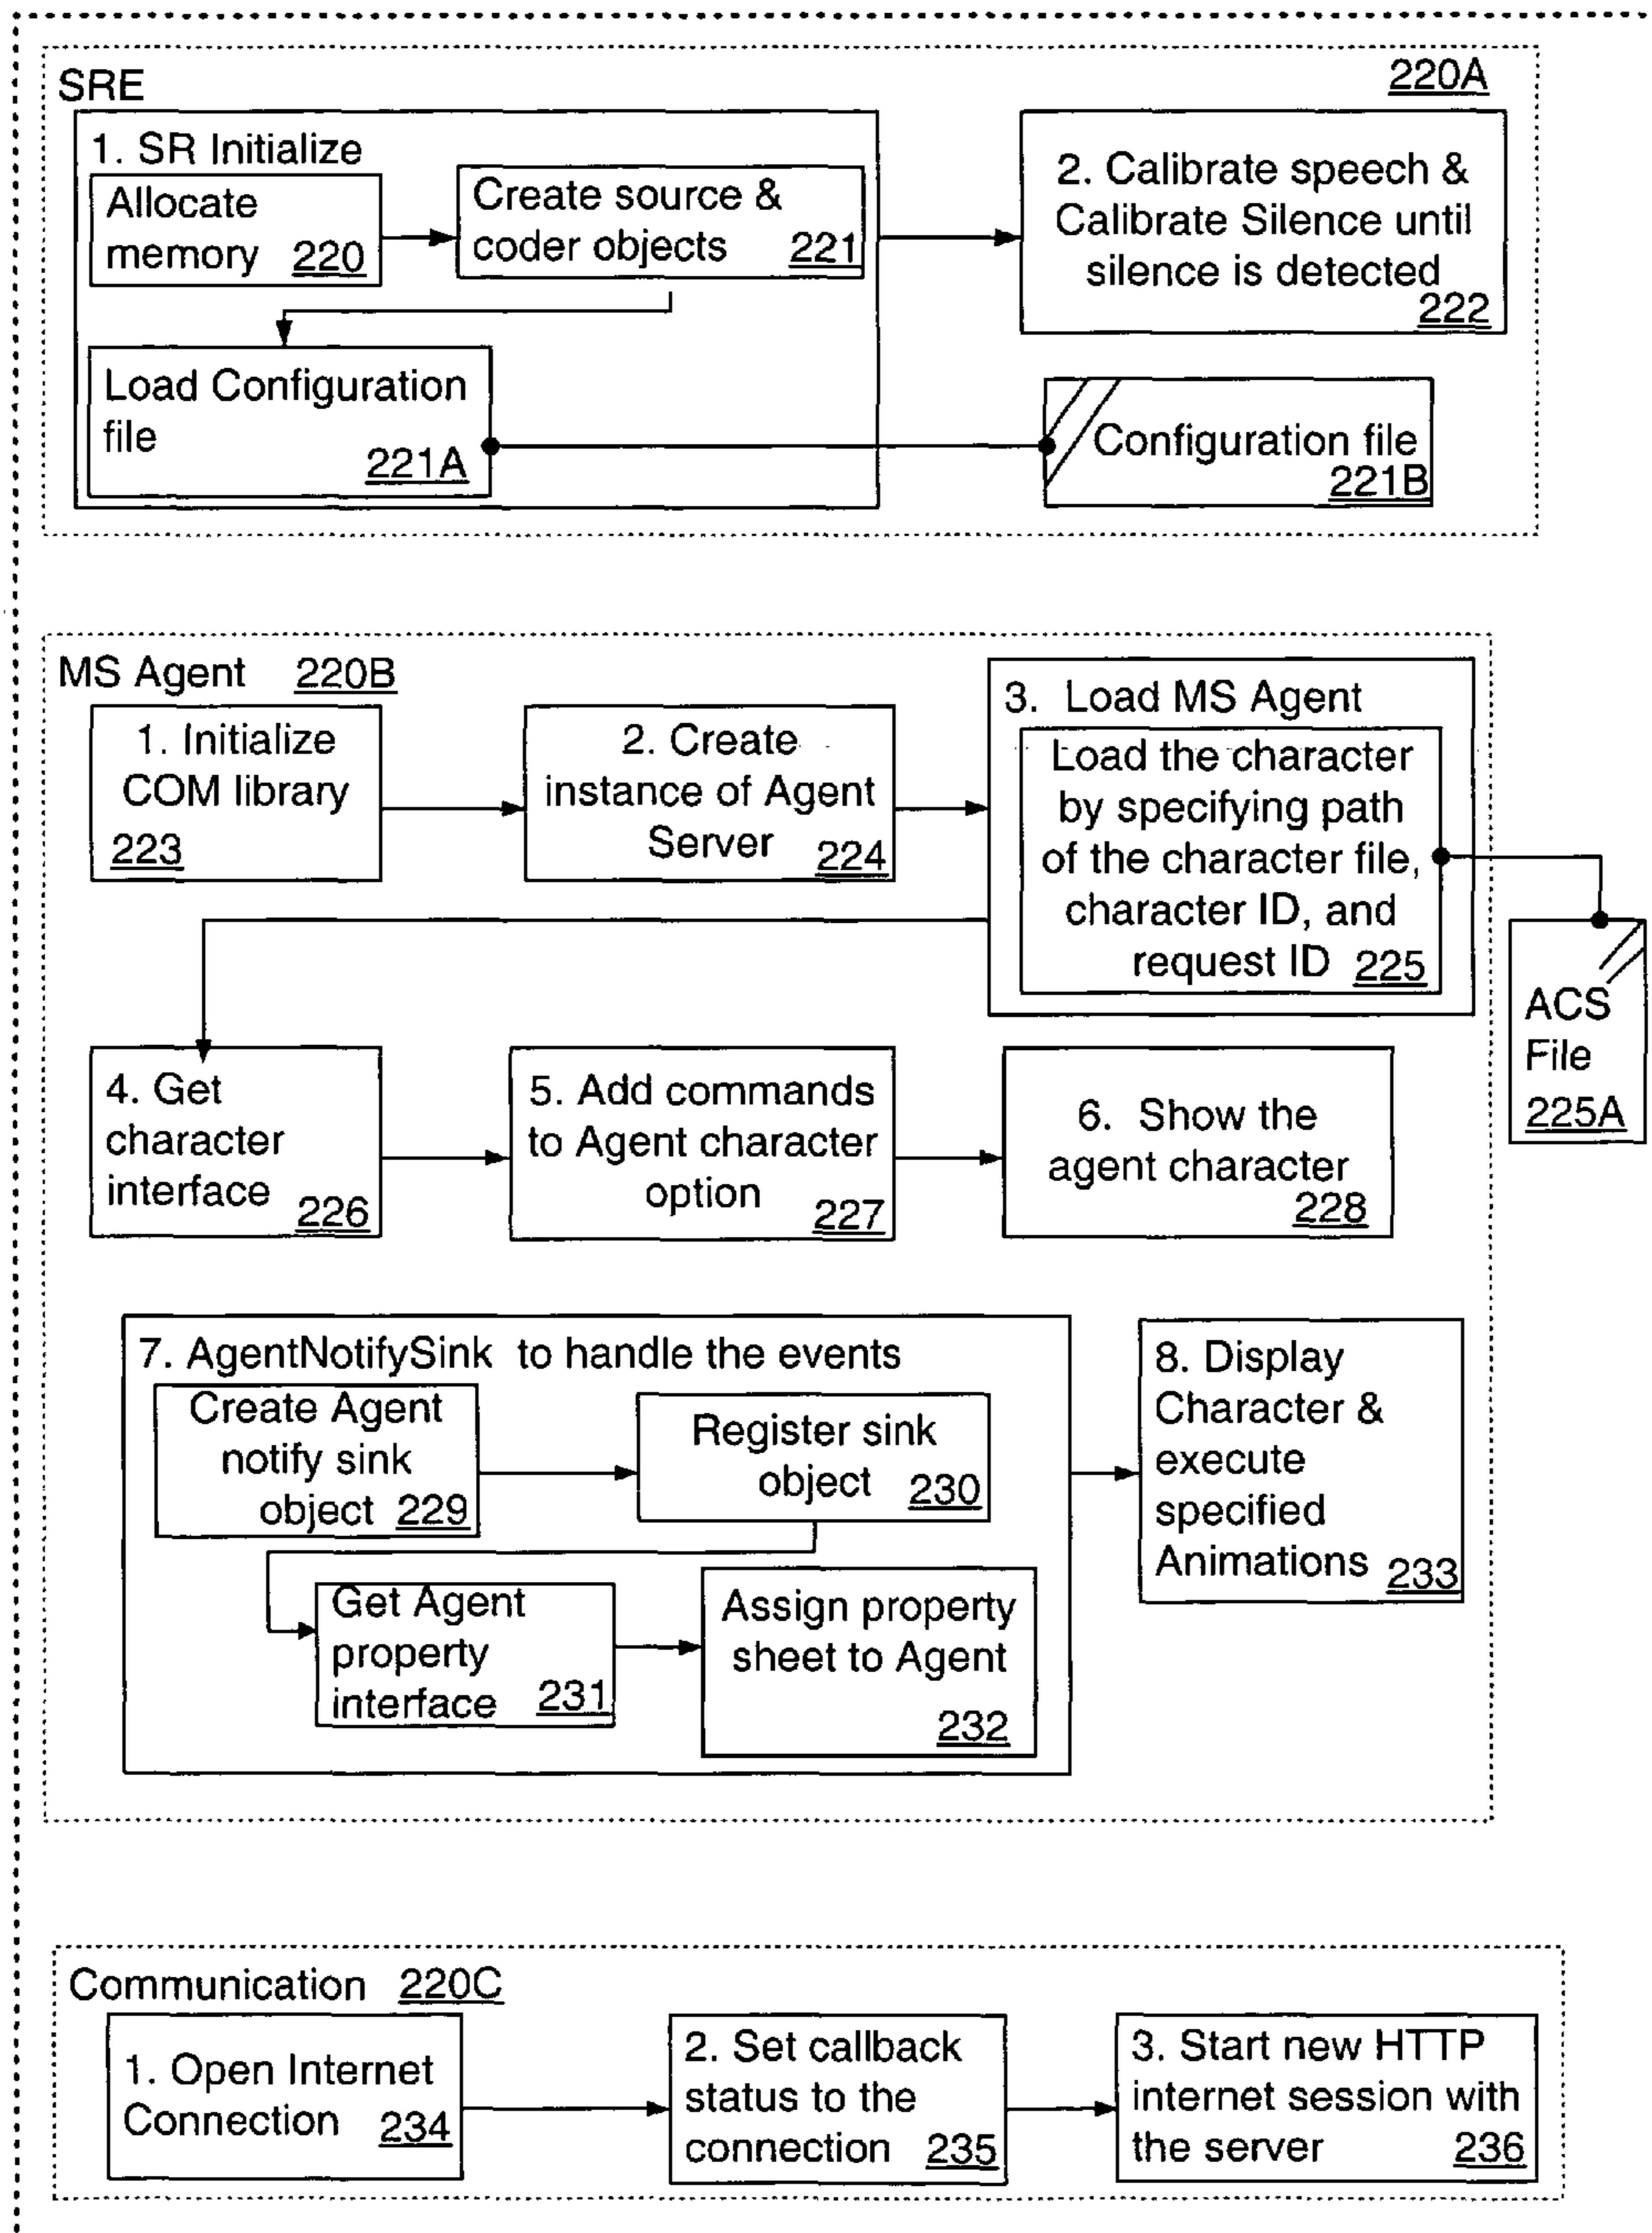 SRE
220A
1. SR Initialize
Allocate
memory 220
Create source &
coder objects 221
2. Calibrate speech &
Calibrate Silence until
silence is detected
222
Load Configuration
file
221A
Configuration file
221B
MS Agent 220B
1. Initialize
COM library
223
2. Create
instance of Agent
Server 224
3. Load MS Agent
Load the character
by specifying path
of the character file,
character ID, and
request ID 225
ACS
File
225A
4. Get
character
interface 226
5. Add commands
to Agent character
option 227
6. Show the
agent character
228
7. AgentNotifySink to handle the events
Create Agent
notify sink
object 229
Register sink
object 230
Get Agent
property
interface 231
Assign property
sheet to Agent
232
8. Display
Character &
execute
specified
Animations 233
Communication 220C
1. Open Internet
Connection 234
2. Set callback
status to the
connection 235
3. Start new HTTP
internet session with
the server 236